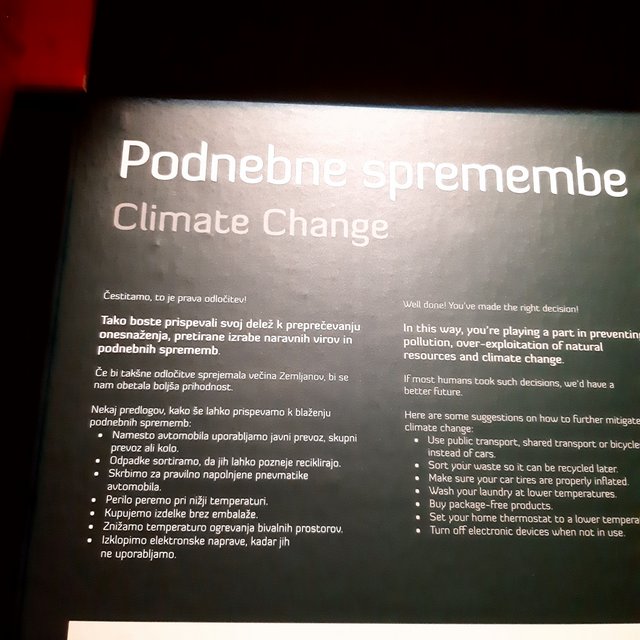 Podnebne spremembe
Climate Change
Čestitamo, to je prava odločitev!
Tako boste prispevali svoj delež k preprečevanju
onesnaženja, pretirane izrabe naravnih virov in
podnebnih sprememb.
Če bi takšne odločitve sprejemala večina Zemljanov, bi se
nam obetala boljša prihodnost.
Nekaj predlogov, kako še lahko prispevamo k blaženju
podnebnih sprememb:
• Namesto avtomobila uporabljamo javni prevoz, skupni
prevoz ali kolo.
• Odpadke sortiramo, da jih lahko pozneje reciklirajo.
• Skrbimo za pravilno napolnjene pnevmatike
avtomobila.
• Perilo peremo pri nižji temperaturi.
• Kupujemo izdelke brez embalaže.
• Znižamo temperaturo ogrevanja bivalnih prostorov.
• Izklopimo elektronske naprave, kadar jih
ne uporabljamo.
Well done! You've made the right decision!
In this way, you're playing a part in preventin
pollution, over-exploitation of natural
resources and climate change.
If most humans took such decisions, we'd have a
better future.
Here are some suggestions on how to further mitigate
climate change:
• Use public transport, shared transport or bicycle
instead of cars.
• Sort your waste so it can be recycled later.
• Make sure your car tires are properly inflated.
• Wash your laundry at lower temperatures.
• Buy package-free products.
• Set your home thermostat to a lower tempera
• Turn off electronic devices when not in use.